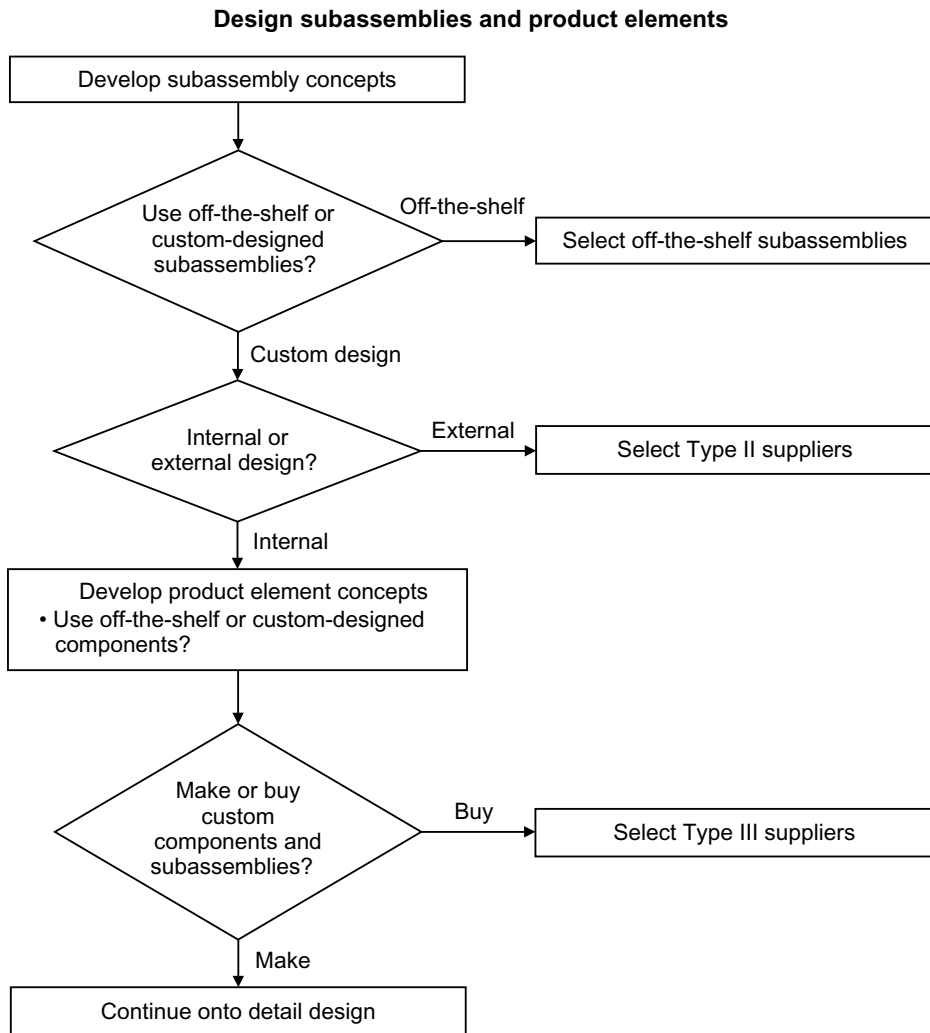 Design subassemblies and product elements
Develop subassembly concepts
Use off-the-shelf or
custom-designed
subassemblies?
Off-the-shelf
Select off-the-shelf subassemblies
Custom design
Internal or
external design?
External
Select Type II suppliers
Internal
Develop product element concepts
• Use off-the-shelf or custom-designed
components?
Make or buy
custom
components and
subassemblies?
Buy
Select Type III suppliers
Make
Continue onto detail design